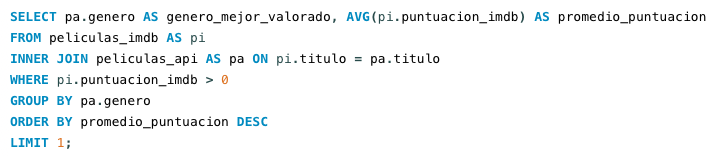 SELECT pa.genero AS genero_mejor_valorado, AVG(pi.puntuacion_imdb) AS promedio_puntuacion
FROM peliculas_imdb AS pi
INNER JOIN peliculas_api AS pa ON pi.titulo = pa.titulo
WHERE pi.puntuacion_imdb > 0
GROUP BY pa.genero
ORDER BY promedio_puntuacion DESC
LIMIT 1;